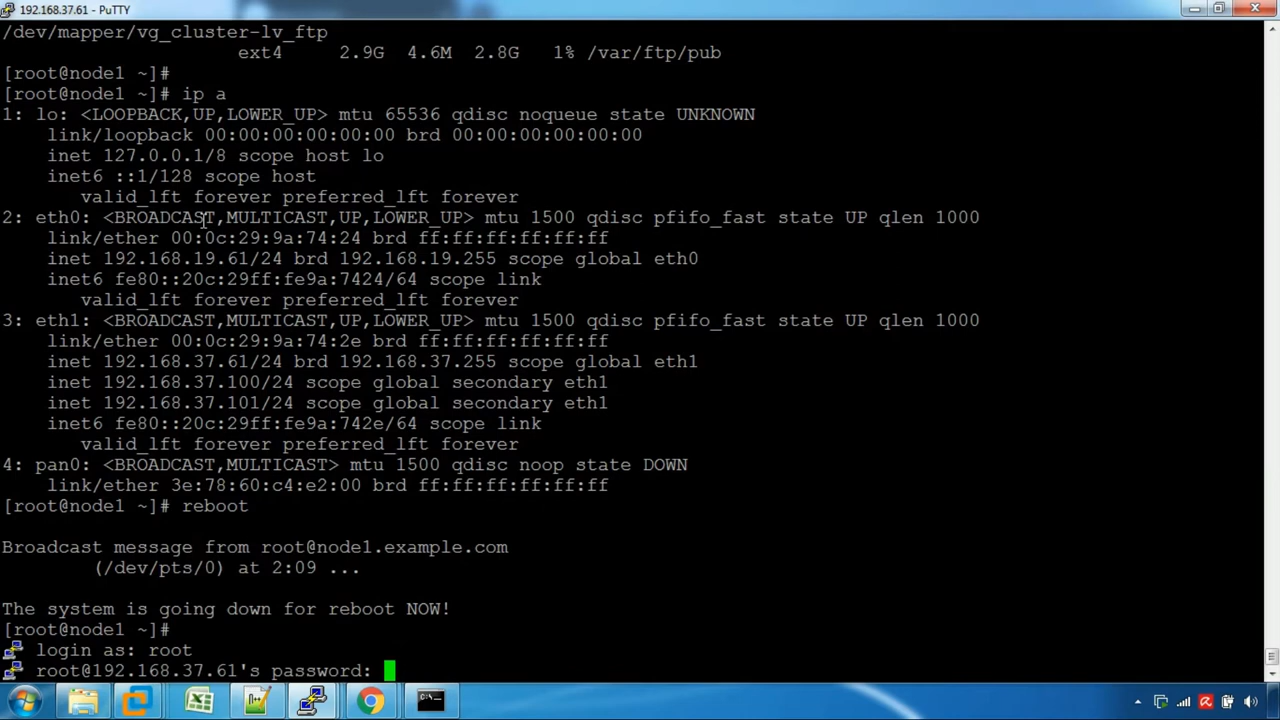 192.168.37.61 - PuTTY
/dev/mapper/vg_cluster-lv_ftp
ext4 2.9G 4.6M 2.8G 1% /var/ftp/pub
[root@node1 ~]#
[root@node1 ~]# ip a
1: lo: <LOOPBACK,UP,LOWER_UP> mtu 65536 qdisc noqueue state UNKNOWN
link/loopback 00:00:00:00:00:00 brd 00:00:00:00:00:00
inet 127.0.0.1/8 scope host lo
inet6 ::1/128 scope host
valid_lft forever preferred_lft forever
2: eth0: <BROADCAST,MULTICAST,UP,LOWER_UP> mtu 1500 qdisc pfifo_fast state UP qlen 1000
link/ether 00:0c:29:9a:74:24 brd ff:ff:ff:ff:ff:ff
inet 192.168.19.61/24 brd 192.168.19.255 scope global eth0
inet6 fe80::20c:29ff:fe9a:7424/64 scope link
valid_lft forever preferred_lft forever
3: eth1: <BROADCAST,MULTICAST,UP,LOWER_UP> mtu 1500 qdisc pfifo_fast state UP qlen 1000
link/ether 00:0c:29:9a:74:2e brd ff:ff:ff:ff:ff:ff
inet 192.168.37.61/24 brd 192.168.37.255 scope global eth1
inet 192.168.37.100/24 scope global secondary eth1
inet 192.168.37.101/24 scope global secondary eth1
inet6 fe80::20c:29ff:fe9a:742e/64 scope link
valid_lft forever preferred_lft forever
4: pan0: <BROADCAST,MULTICAST> mtu 1500 qdisc noop state DOWN
link/ether 3e:78:60:c4:e2:00 brd ff:ff:ff:ff:ff:ff
[root@node1 ~]# reboot
Broadcast message from root@node1.example.com
(/dev/pts/0) at 2:09 ...
The system is going down for reboot NOW!
[root@node1 ~]#
login as: root
root@192.168.37.61's password: